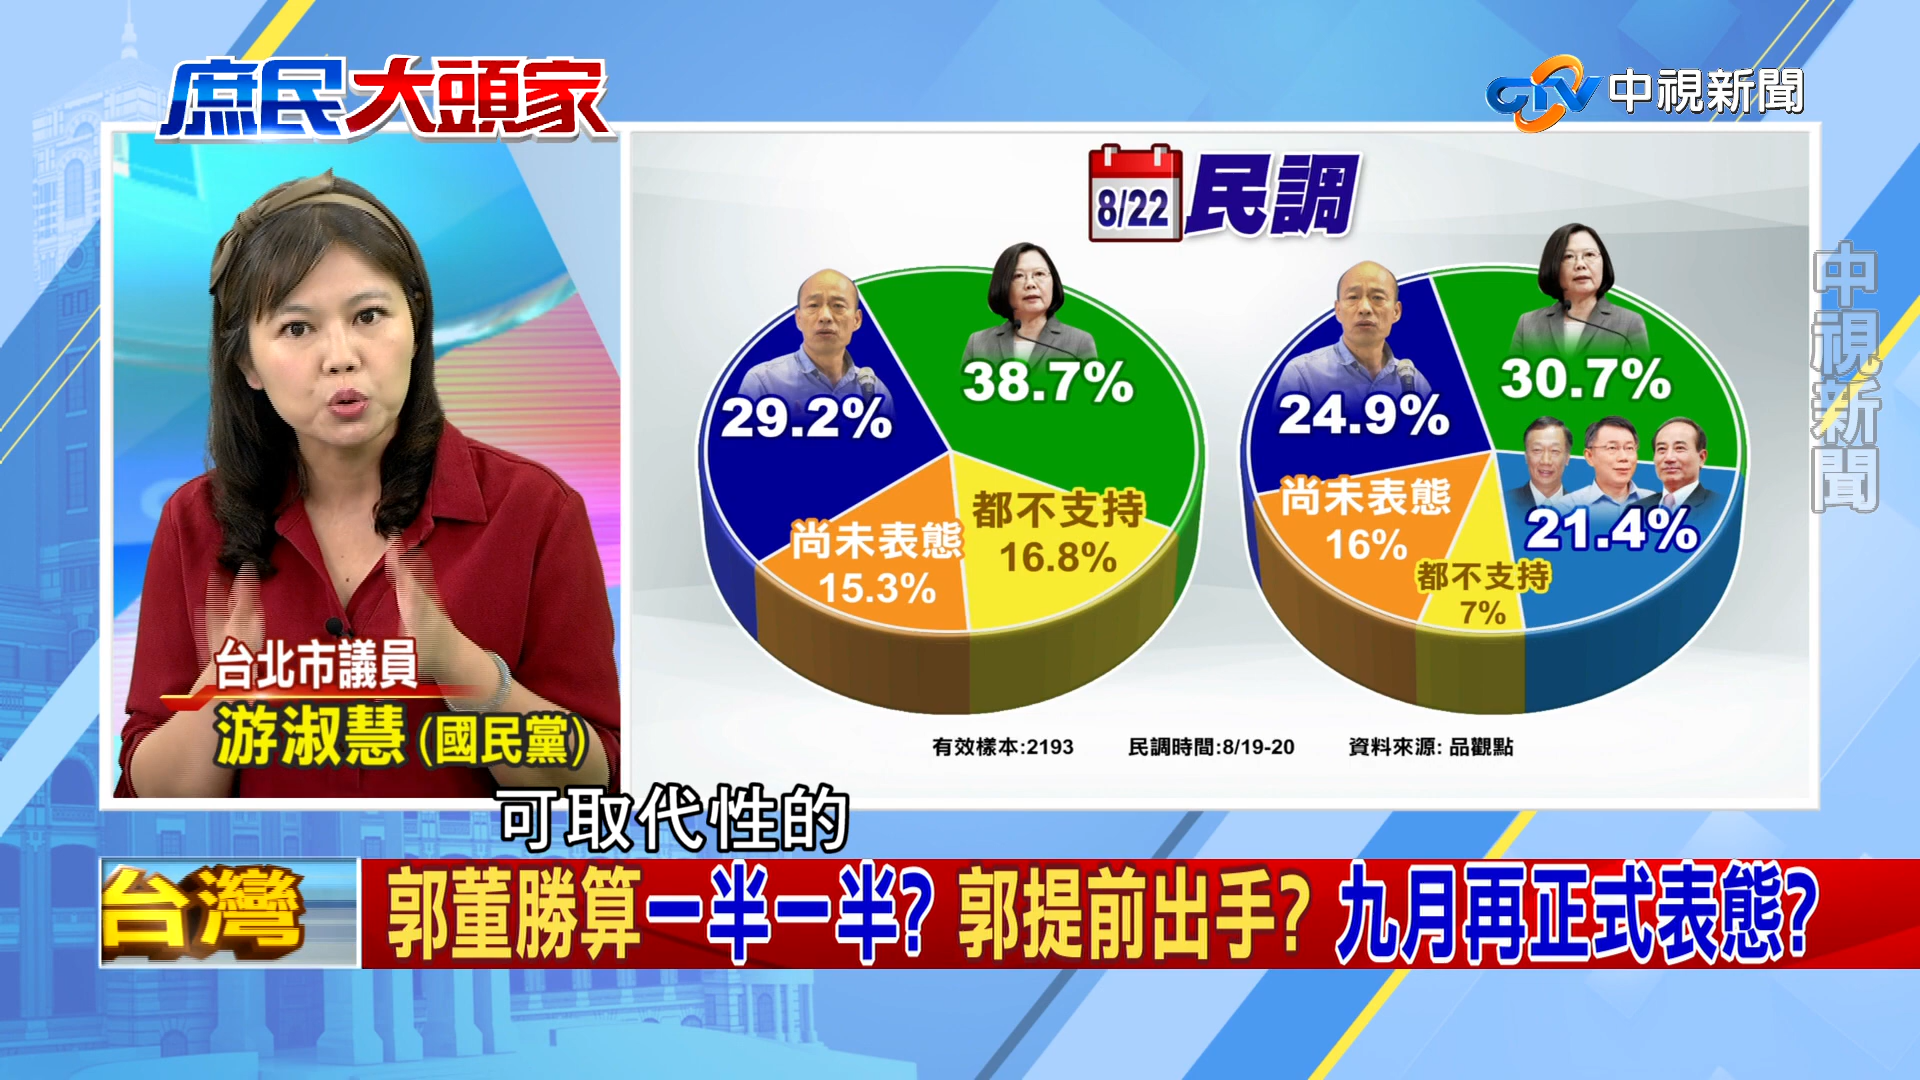 庶民大頭家
CTV 中視新聞
8/22 民調
29.2%
38.7%
尚未表態
15.3%
都不支持
16.8%
24.9%
30.7%
尚未表態
16%
都不支持
7%
21.4%
有效樣本:2193 民調時間:8/19-20 資料來源: 品觀點
中視新聞
台北市議員
游淑慧(國民黨)
可取代性的
台灣
郭董勝算一半一半? 郭提前出手? 九月再正式表態?